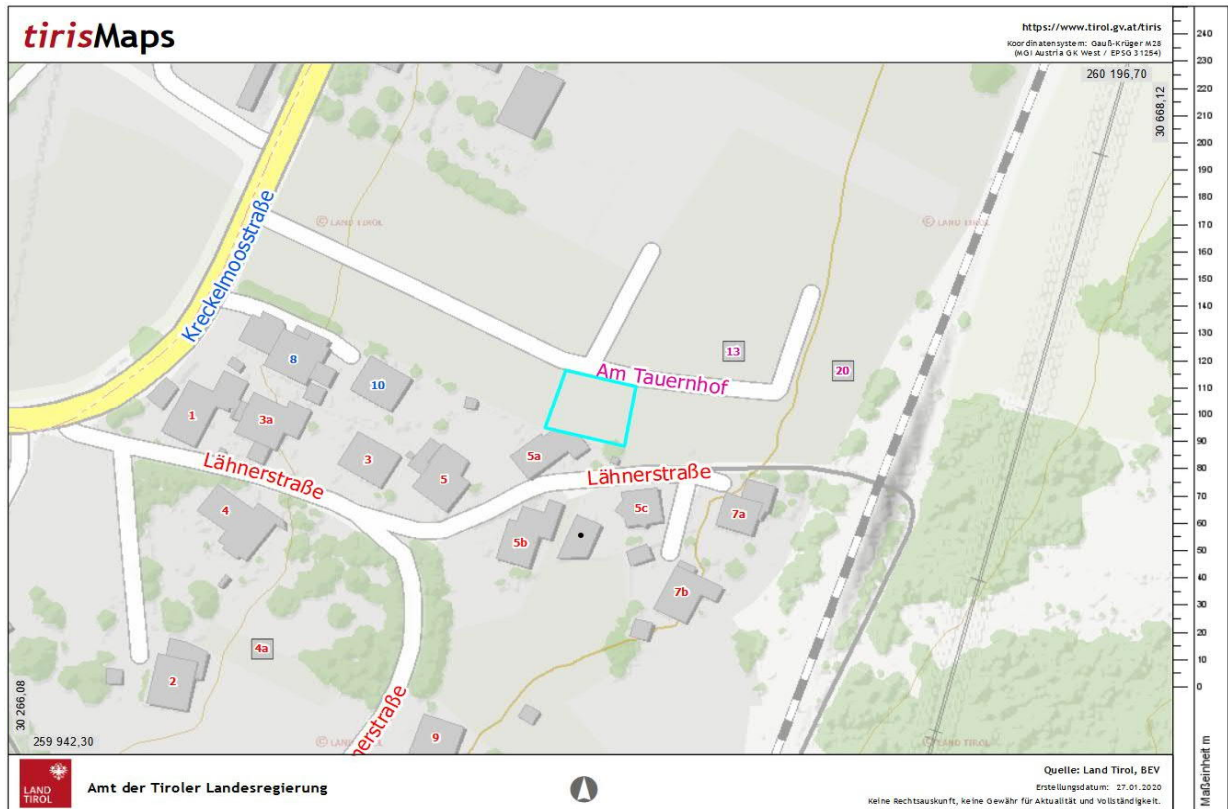 tirisMaps
https://www.tirol.gv.at/tiris
Koordinatensystem: Gauß-Krüger M28
(MGI Austria GK West / EPSG 31254)
260 196,70
30 668,12
© LAND TIROL
© LAND TIROL
Kreckelmoosstraße
8
10
13
20
Am Tauernhof
1
3a
3
5
5a
Lähnerstraße
Lähnerstraße
4
5b
5c
7a
7b
4a
2
9
Lähnerstraße
30 266,08
259 942,30
© LAND TIROL
© LAND TIROL
240
230
220
210
200
190
180
170
160
150
140
130
120
110
100
90
80
70
60
50
40
30
20
10
0
Maßeinheit m
LAND
TIROL
Amt der Tiroler Landesregierung
Quelle: Land Tirol, BEV
Erstellungsdatum: 27.01.2020
Keine Rechtsauskunft, keine Gewähr für Aktualität und Vollständigkeit.